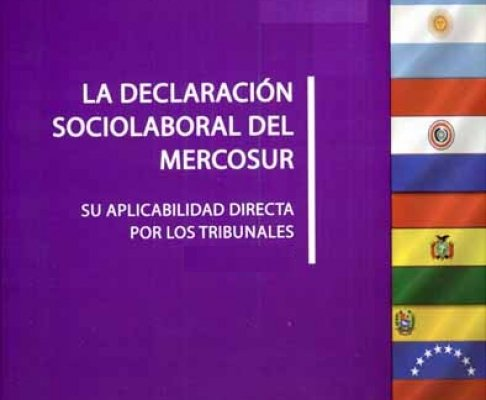 LA DECLARACIÓN
SOCIOLABORAL DEL
MERCOSUR
SU APLICABILIDAD DIRECTA
POR LOS TRIBUNALES